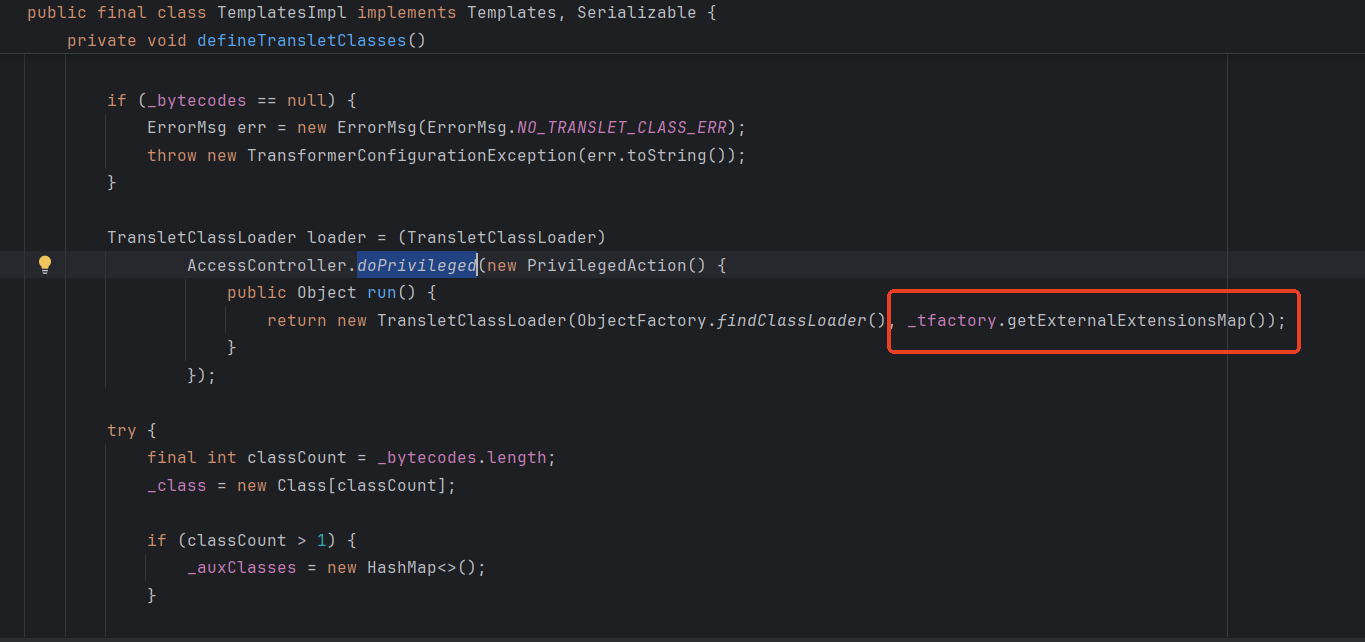 public final class TemplatesImpl implements Templates, Serializable {
    private void defineTransletClasses()
        if (_bytecodes == null) {
            ErrorMsg err = new ErrorMsg(ErrorMsg.NO_TRANSLET_CLASS_ERR);
            throw new TransformerConfigurationException(err.toString());
        }
        TransletClassLoader loader = (TransletClassLoader)
                AccessController.doPrivileged(new PrivilegedAction() {
                    public Object run() {
                        return new TransletClassLoader(ObjectFactory.findClassLoader(), _tfactory.getExternalExtensionsMap());
                    }
                });
        try {
            final int classCount = _bytecodes.length;
            _class = new Class[classCount];
            if (classCount > 1) {
                _auxClasses = new HashMap<>();
            }